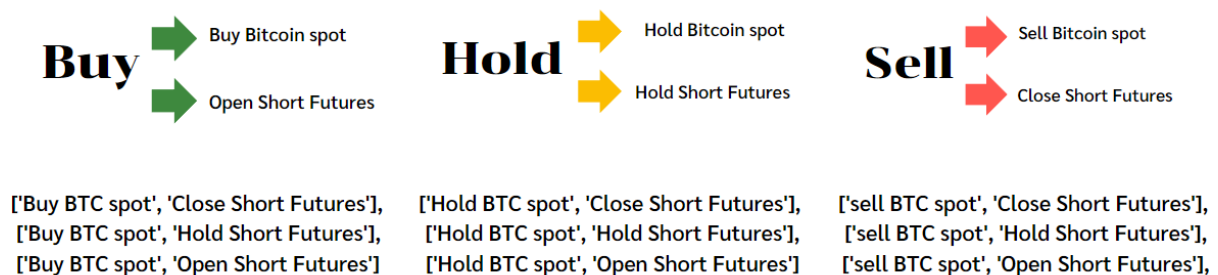 Buy
Buy Bitcoin spot
Open Short Futures
Hold
Hold Bitcoin spot
Hold Short Futures
Sell
Sell Bitcoin spot
Close Short Futures
['Buy BTC spot', 'Close Short Futures'],
['Buy BTC spot', 'Hold Short Futures'],
['Buy BTC spot', 'Open Short Futures']
['Hold BTC spot', 'Close Short Futures'],
['Hold BTC spot', 'Hold Short Futures'],
['Hold BTC spot', 'Open Short Futures']
['sell BTC spot', 'Close Short Futures'],
['sell BTC spot', 'Hold Short Futures'],
['sell BTC spot', 'Open Short Futures'],